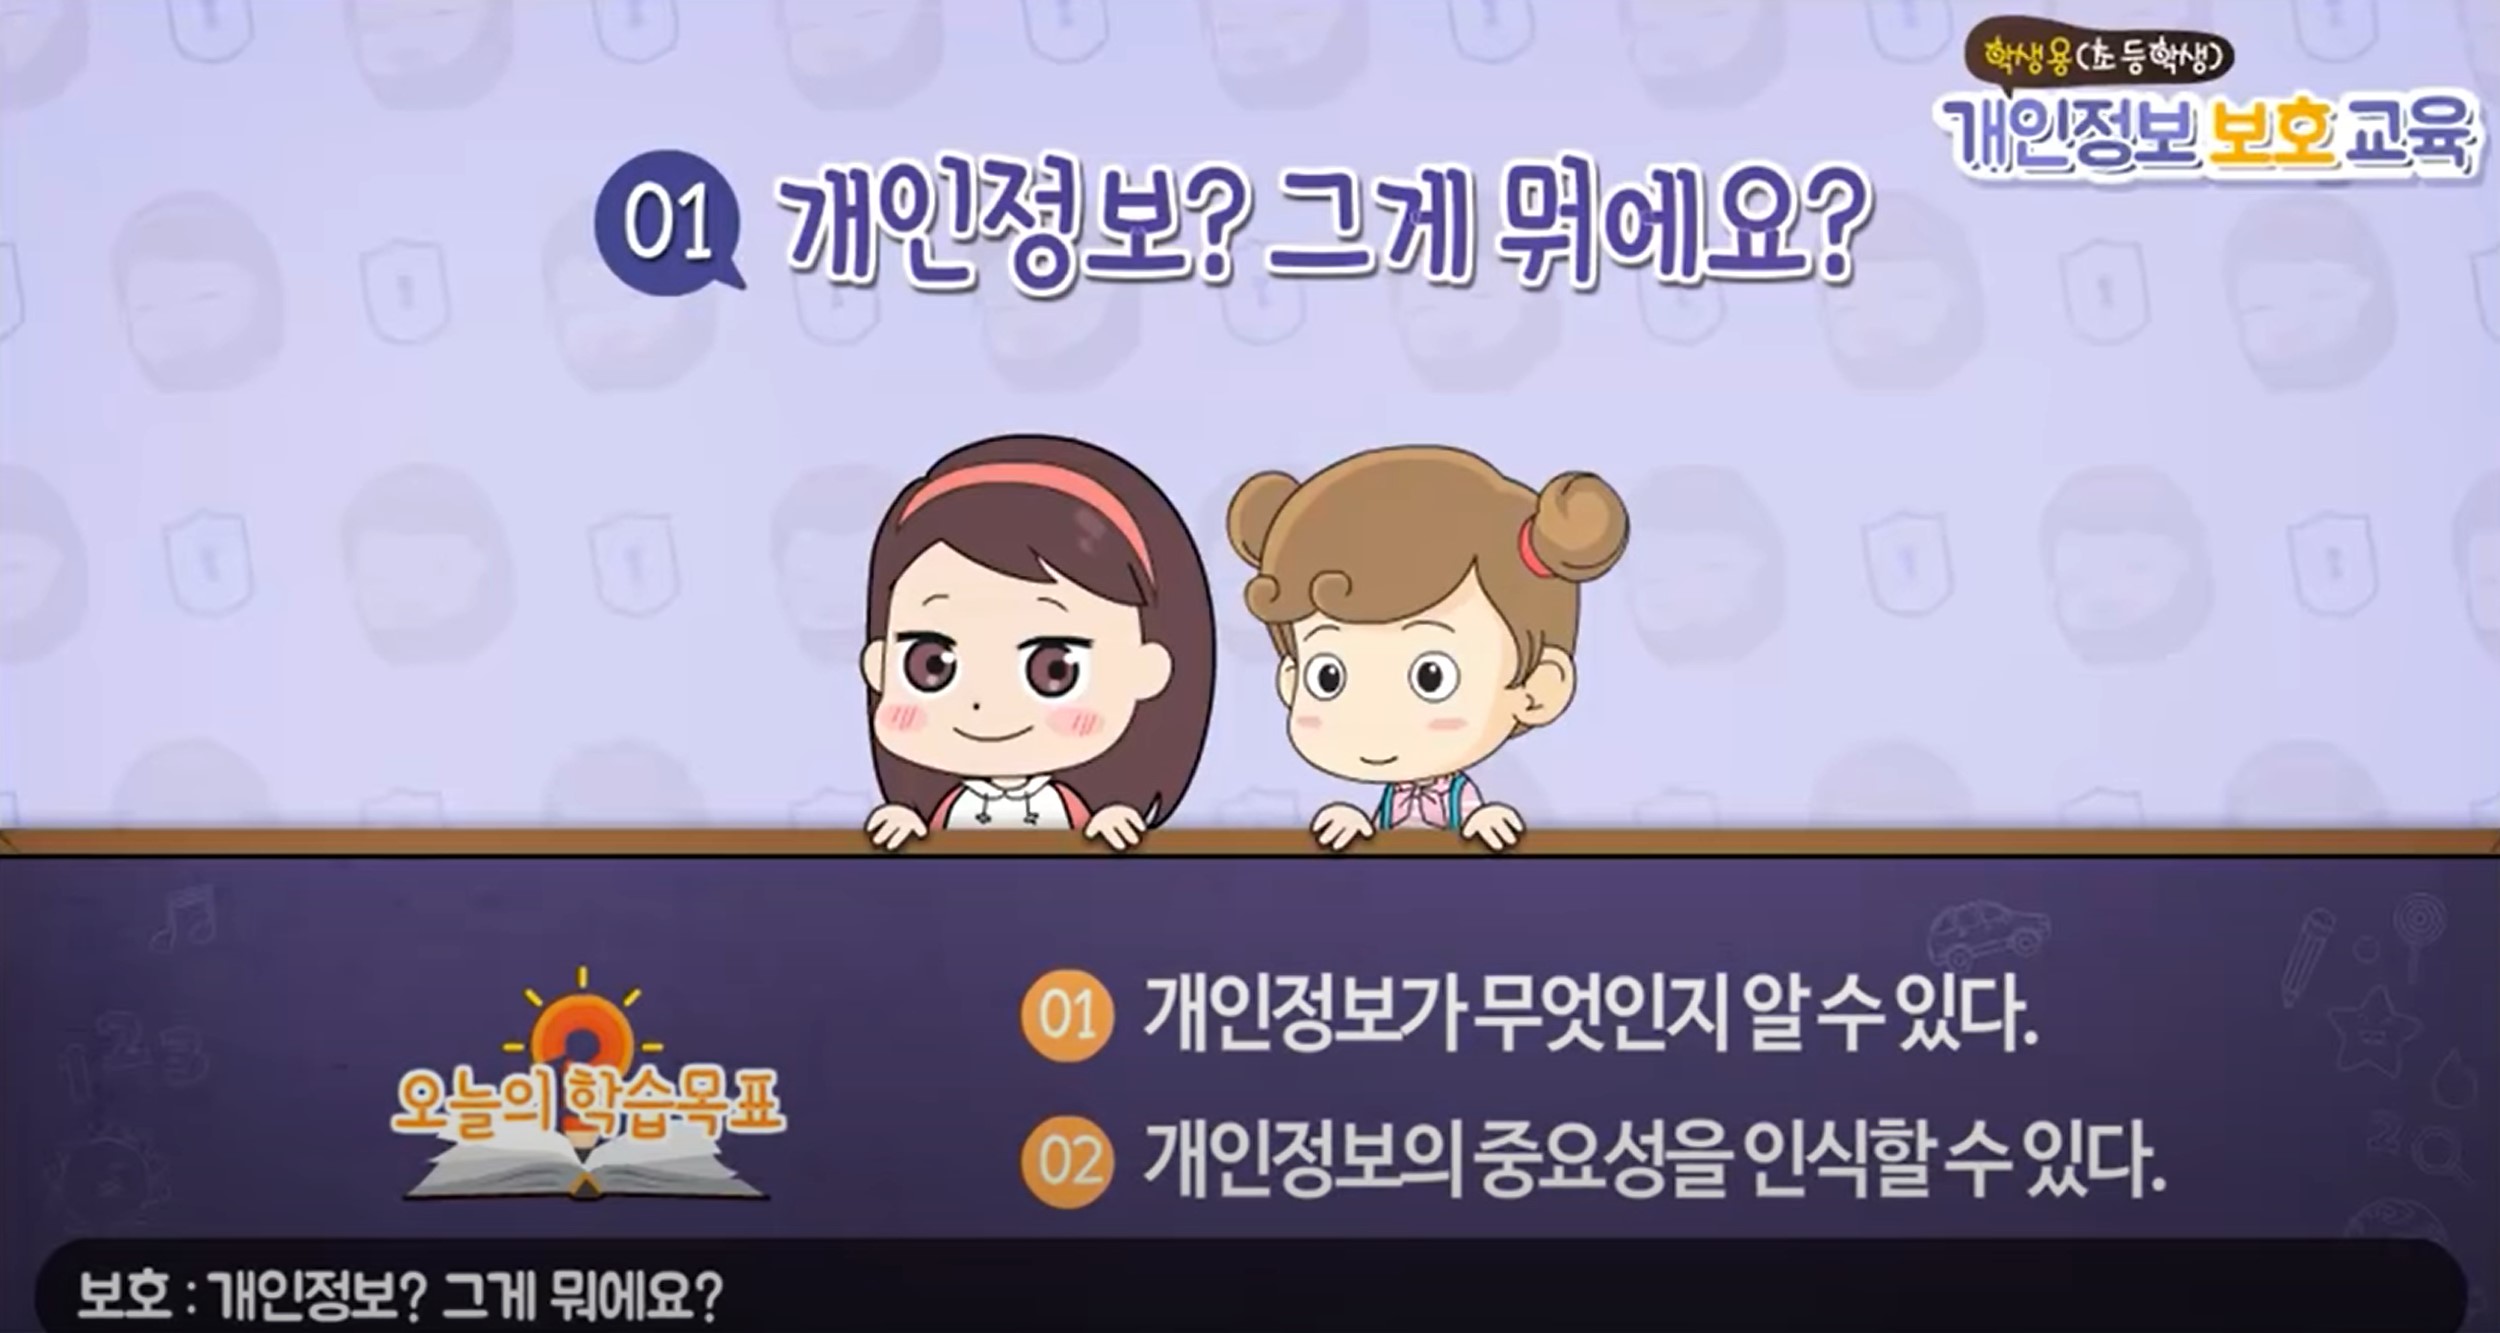 학생용(초등학생)
개인정보 보호 교육
01 개인정보? 그게 뭐에요?
오늘의 학습목표
01 개인정보가 무엇인지 알 수 있다.
02 개인정보의 중요성을 인식할 수 있다.
보호 : 개인정보? 그게 뭐에요?